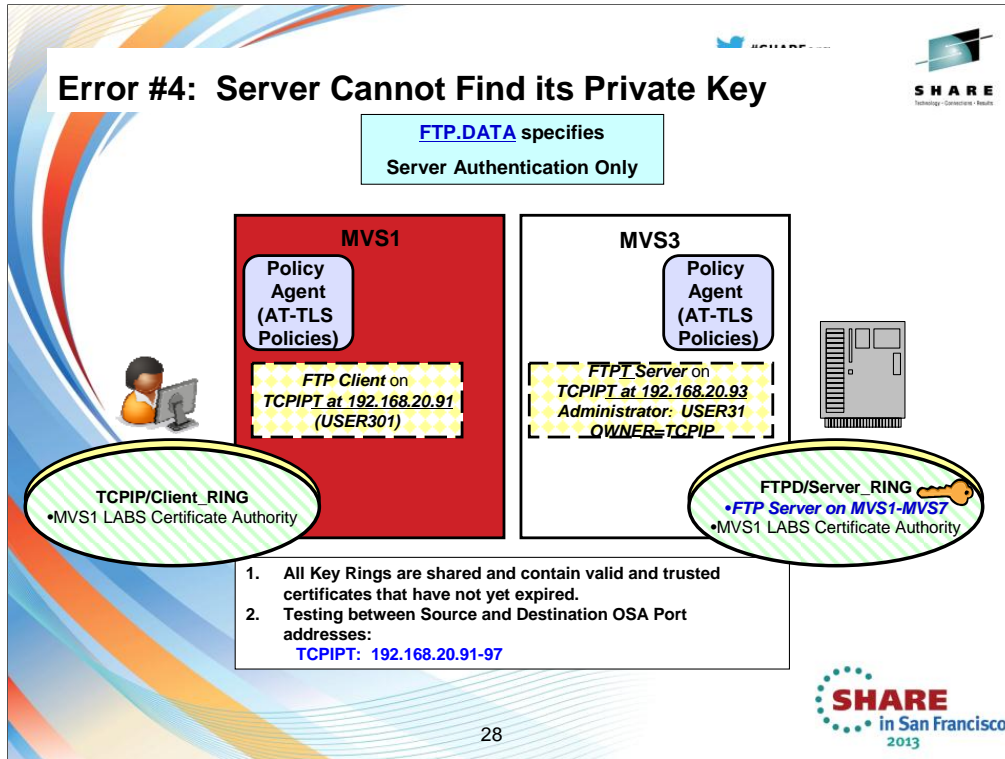 Error #4: Server Cannot Find its Private Key
SHARE
Technology • Connections • Results
FTP.DATA specifies
Server Authentication Only
MVS1
Policy
Agent
(AT-TLS
Policies)
FTP Client on
TCPIPT at 192.168.20.91
(USER301)
MVS3
Policy
Agent
(AT-TLS
Policies)
FTPT Server on
TCPIPT at 192.168.20.93
Administrator: USER31
OWNER=TCPIP
TCPIP/Client_RING
•MVS1 LABS Certificate Authority
FTPD/Server_RING
•FTP Server on MVS1-MVS7
•MVS1 LABS Certificate Authority
1. All Key Rings are shared and contain valid and trusted
certificates that have not yet expired.
2. Testing between Source and Destination OSA Port
addresses:
TCPIPT: 192.168.20.91-97
28
SHARE
in San Francisco
2013